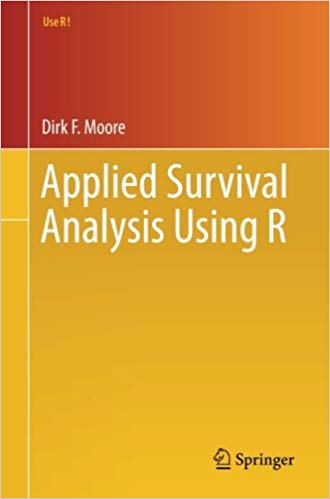 Use R!
Dirk F. Moore
Applied Survival
Analysis Using R
Springer